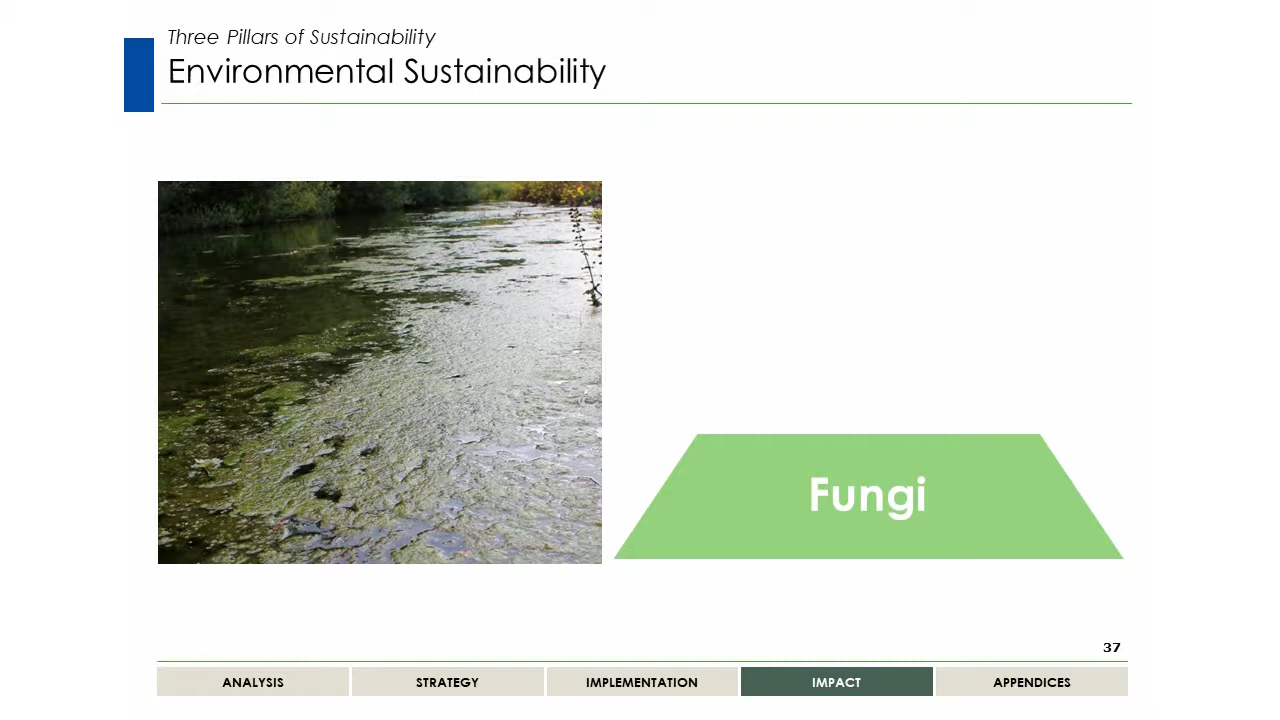 Three Pillars of Sustainability
Environmental Sustainability
Fungi
37
ANALYSIS
STRATEGY
IMPLEMENTATION
IMPACT
APPENDICES